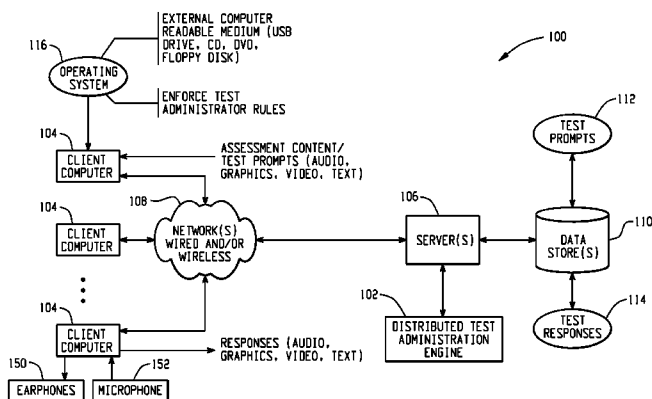 EXTERNAL COMPUTER
READABLE MEDIUM (USB
DRIVE, CD, DVD,
FLOPPY DISK)
116
OPERATING
SYSTEM
ENFORCE TEST
ADMINISTRATOR RULES
100
104
CLIENT
COMPUTER
ASSESSMENT CONTENT/
TEST PROMPTS (AUDIO,
GRAPHICS, VIDEO, TEXT)
112
TEST
PROMPTS
104
CLIENT
COMPUTER
108
NETWORK(S)
WIRED AND/OR
WIRELESS
106
SERVER(S)
DATA
STORE(S)
110
104
CLIENT
COMPUTER
RESPONSES (AUDIO,
GRAPHICS, VIDEO, TEXT)
102
DISTRIBUTED TEST
ADMINISTRATION
ENGINE
TEST
RESPONSES
114
150
EARPHONES
152
MICROPHONE